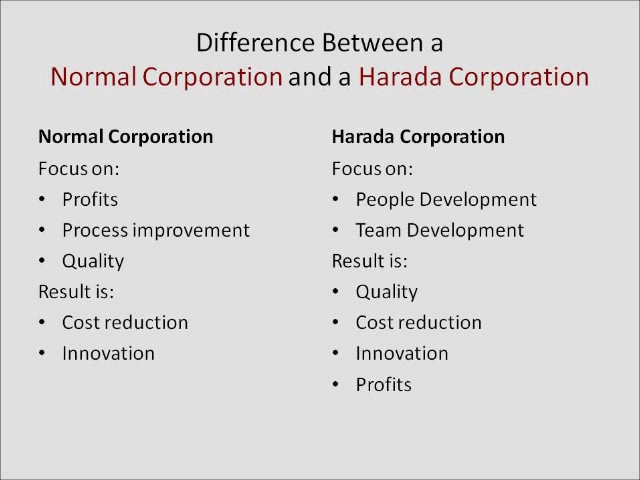 Difference Between a
Normal Corporation and a Harada Corporation
Normal Corporation
Focus on:
• Profits
• Process improvement
• Quality
Result is:
• Cost reduction
• Innovation
Harada Corporation
Focus on:
• People Development
• Team Development
Result is:
• Quality
• Cost reduction
• Innovation
• Profits